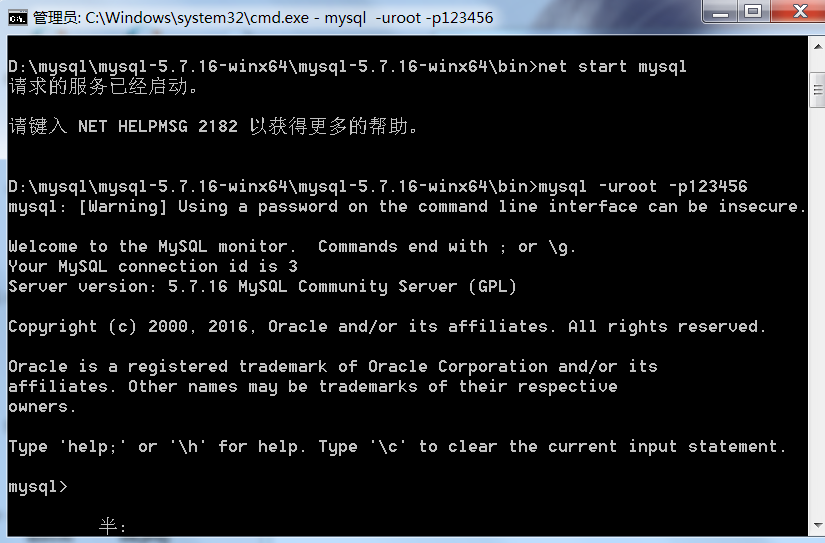 管理员: C:\Windows\system32\cmd.exe - mysql  -uroot -p123456
D:\mysql\mysql-5.7.16-winx64\mysql-5.7.16-winx64\bin>net start mysql
请求的服务已经启动。
请键入 NET HELPMSG 2182 以获得更多的帮助。
D:\mysql\mysql-5.7.16-winx64\mysql-5.7.16-winx64\bin>mysql -uroot -p123456
mysql: [Warning] Using a password on the command line interface can be insecure.
Welcome to the MySQL monitor.  Commands end with ; or \g.
Your MySQL connection id is 3
Server version: 5.7.16 MySQL Community Server (GPL)
Copyright (c) 2000, 2016, Oracle and/or its affiliates. All rights reserved.
Oracle is a registered trademark of Oracle Corporation and/or its
affiliates. Other names may be trademarks of their respective
owners.
Type 'help;' or '\h' for help. Type '\c' to clear the current input statement.
mysql>
半: